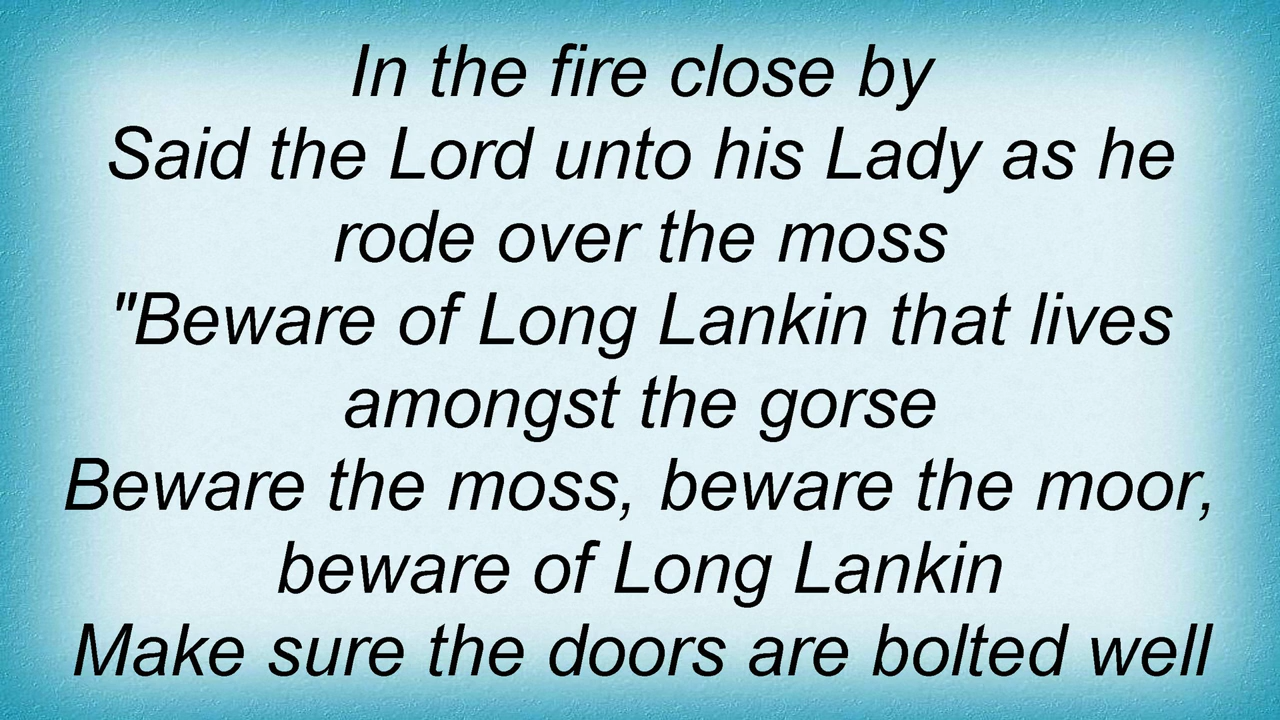 In the fire close by
Said the Lord unto his Lady as he
rode over the moss
"Beware of Long Lankin that lives
amongst the gorse
Beware the moss, beware the moor,
beware of Long Lankin
Make sure the doors are bolted well